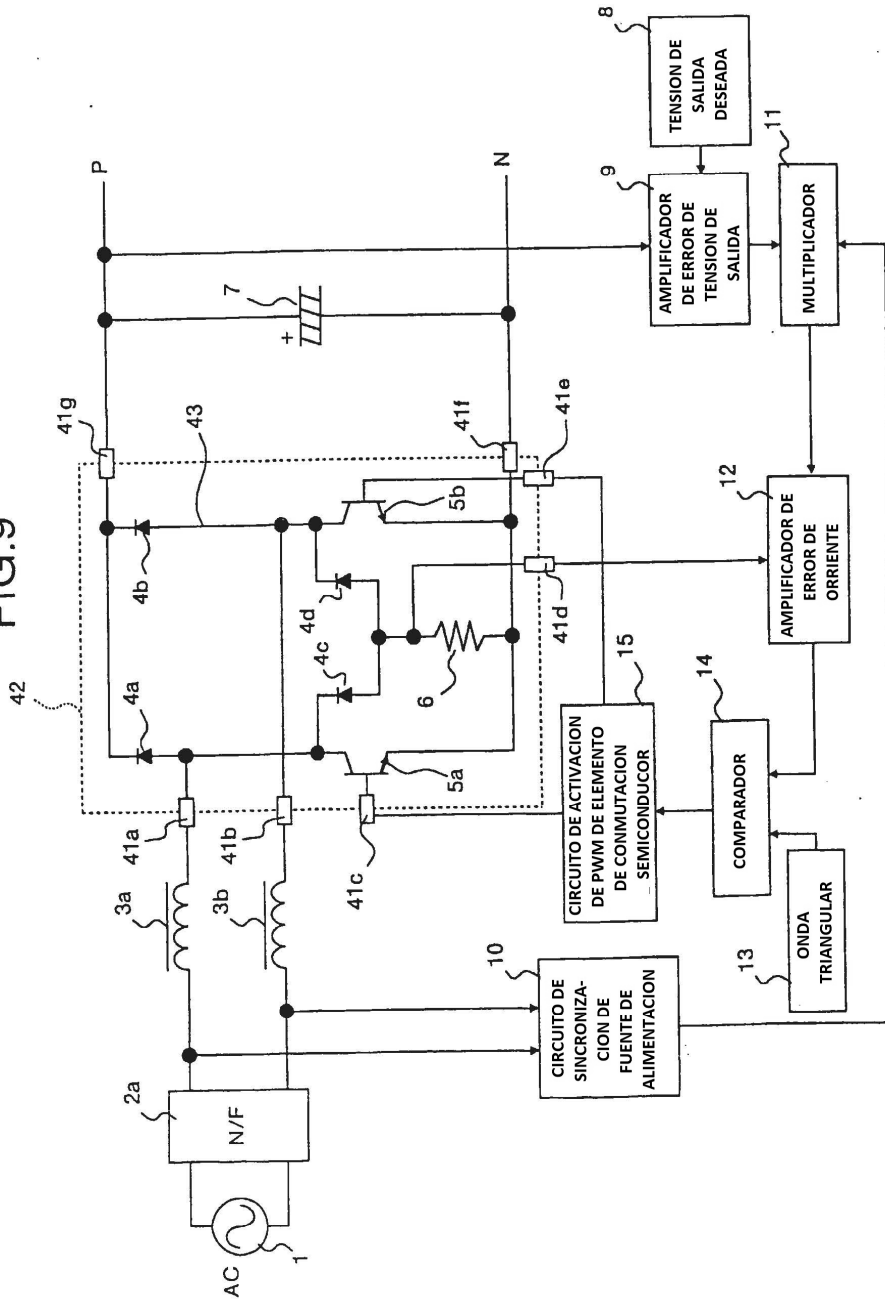 FIG.9
42
41g
43
4b
4a
4d
4c
5b
5a
6
41a
41b
41c
41d
41e
41f
3a
3b
2a
N/F
AC
1
7
+
P
N
8
TENSION DE
SALIDA
DESEADA
9
AMPLIFICADOR
DE ERROR DE
TENSION DE
SALIDA
11
MULTIPLICADOR
12
AMPLIFICADOR DE
ERROR DE
ORRIENTE
14
COMPARADOR
13
ONDA
TRIANGULAR
15
CIRCUITO DE ACTIVACION
DE PWM DE ELEMENTO
DE CONMUTACION
SEMICONDUCOR
10
CIRCUITO DE
SINCRONIZA-
CION DE
FUENTE DE
ALIMENTACION